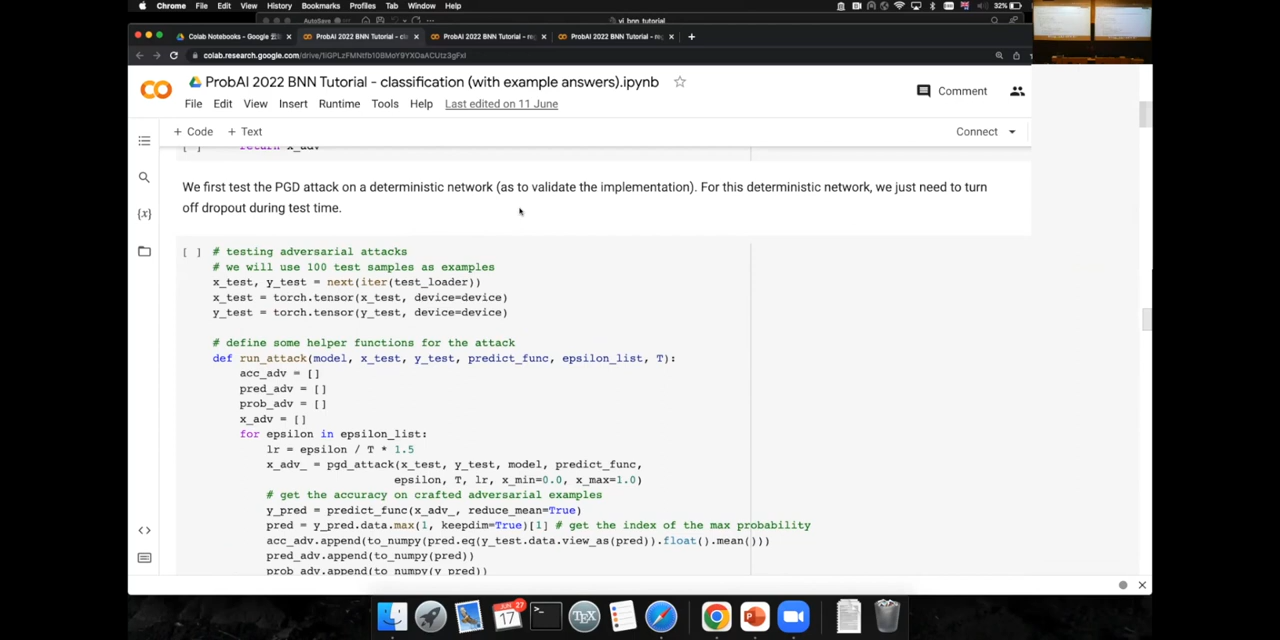 Chrome File Edit View History Bookmarks Profiles Tab Window Help 32%
AutoSave vi_bnn_tutorial
Colab Notebooks - Google ProbAI 2022 BNN Tutorial - cl ProbAI 2022 BNN Tutorial - re ProbAI 2022 BNN Tutorial - re
ProbAI 2022 BNN Tutorial - classification (with example answers).ipynb
Comment
File Edit View Insert Runtime Tools Help Last edited on 11 June
+ Code + Text Connect
[ ] return x_adv
We first test the PGD attack on a deterministic network (as to validate the implementation). For this deterministic network, we just need to turn
off dropout during test time.
[ ] # testing adversarial attacks
# we will use 100 test samples as examples
x_test, y_test = next(iter(test_loader))
x_test = torch.tensor(x_test, device=device)
y_test = torch.tensor(y_test, device=device)
# define some helper functions for the attack
def run_attack(model, x_test, y_test, predict_func, epsilon_list, T):
acc_adv = []
pred_adv = []
prob_adv = []
x_adv = []
for epsilon in epsilon_list:
lr = epsilon / T * 1.5
x_adv_ = pgd_attack(x_test, y_test, model, predict_func,
epsilon, T, lr, x_min=0.0, x_max=1.0)
# get the accuracy on crafted adversarial examples
y_pred = predict_func(x_adv_, reduce_mean=True)
pred = y_pred.data.max(1, keepdim=True)[1] # get the index of the max probability
acc_adv.append(to_numpy(pred.eq(y_test.data.view_as(pred)).float().mean()))
pred_adv.append(to_numpy(pred))
prob_adv.append(to_numpy(y_pred))
JUN 27
17
TEX